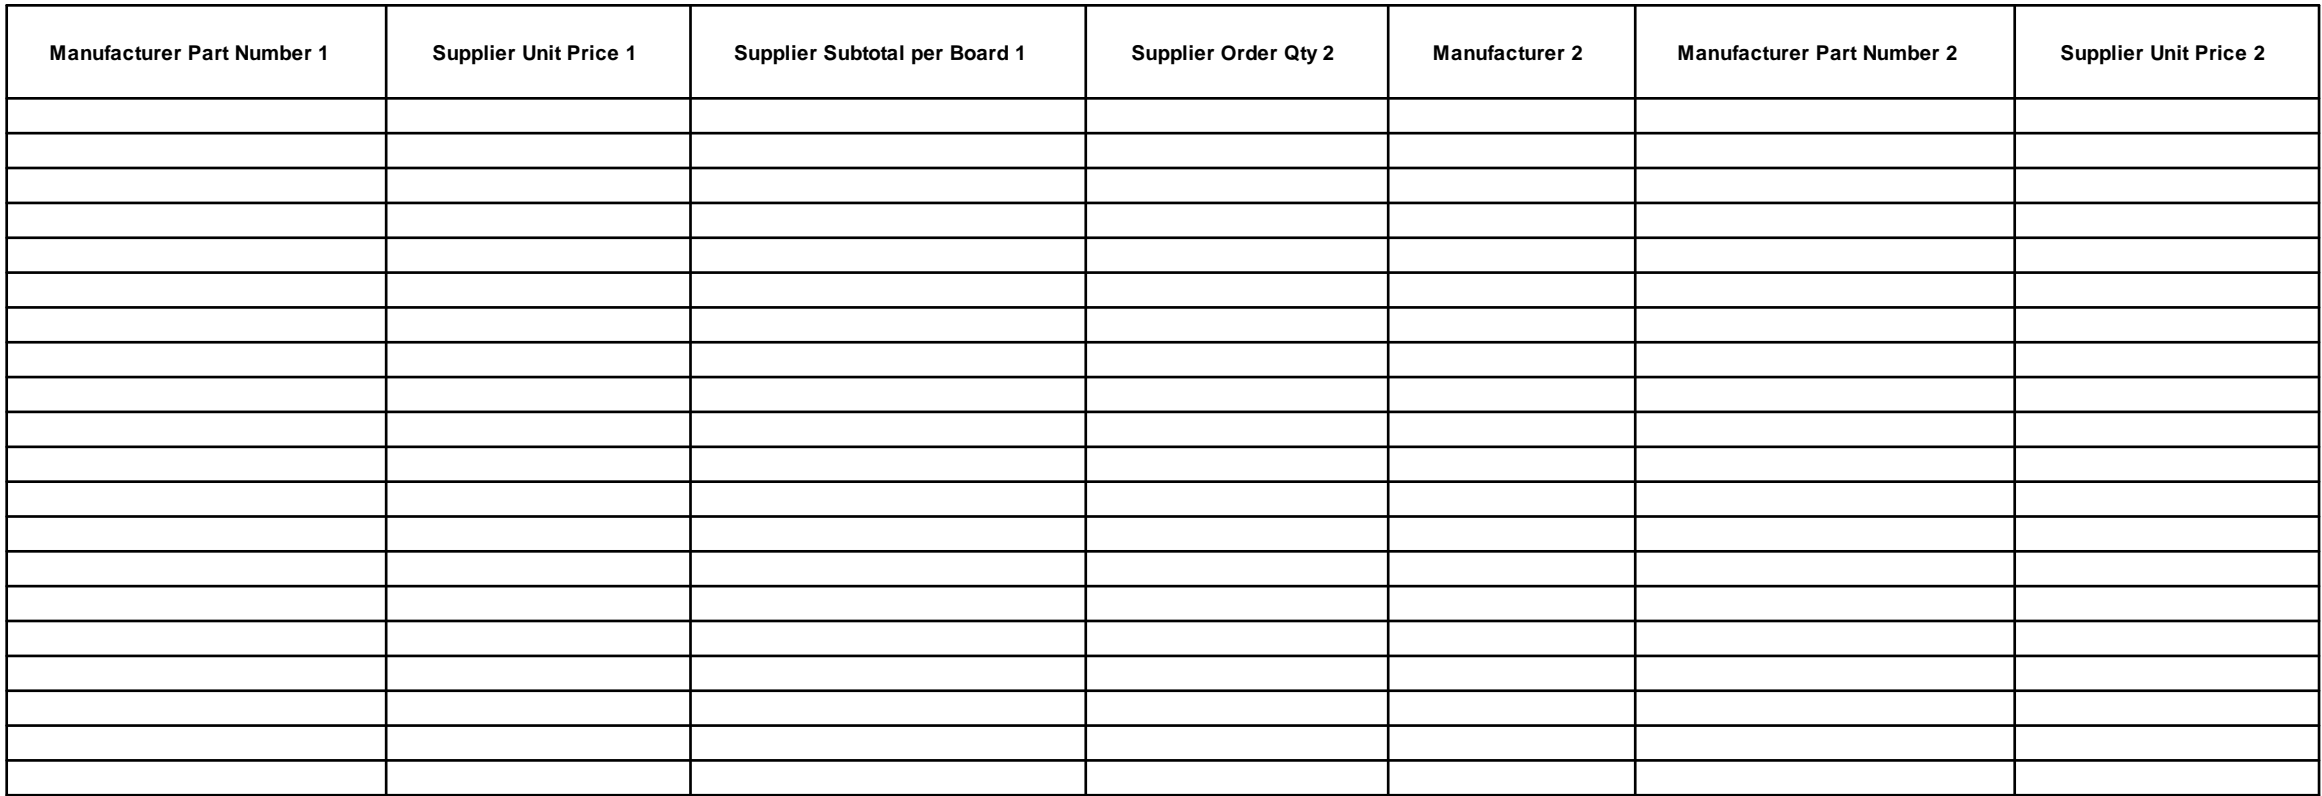 Manufacturer Part Number 1 Supplier Unit Price 1 Supplier Subtotal per Board 1 Supplier Order Qty 2 Manufacturer 2 Manufacturer Part Number 2 Supplier Unit Price 2